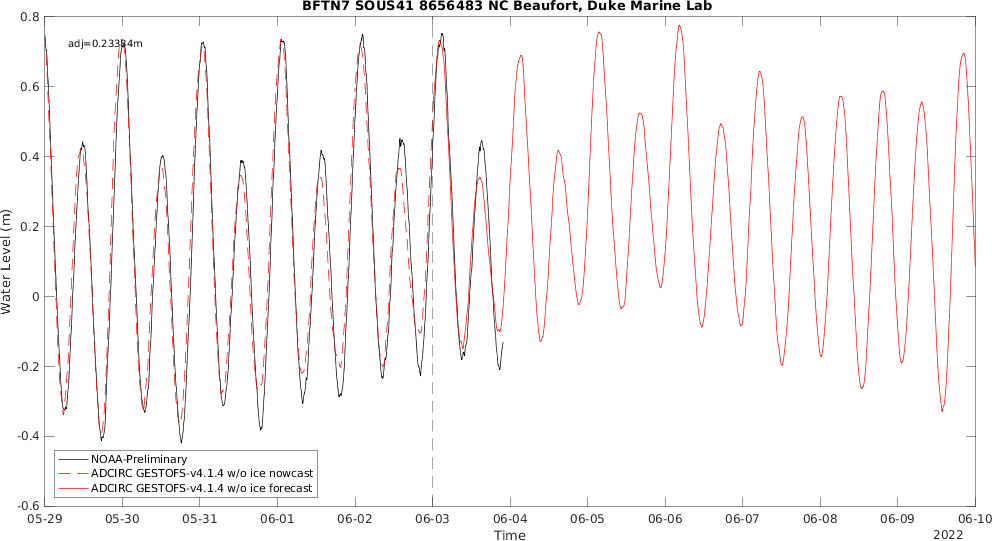 BFTN7 SOUS41 8656483 NC Beaufort, Duke Marine Lab
adj=0.23334m
Water Level (m)
0.8
0.6
0.4
0.2
0
-0.2
-0.4
-0.6
NOAA-Preliminary
ADCIRC GESTOFS-v4.1.4 w/o ice nowcast
ADCIRC GESTOFS-v4.1.4 w/o ice forecast
05-29 05-30 05-31 06-01 06-02 06-03 06-04 06-05 06-06 06-07 06-08 06-09 06-10
Time
2022